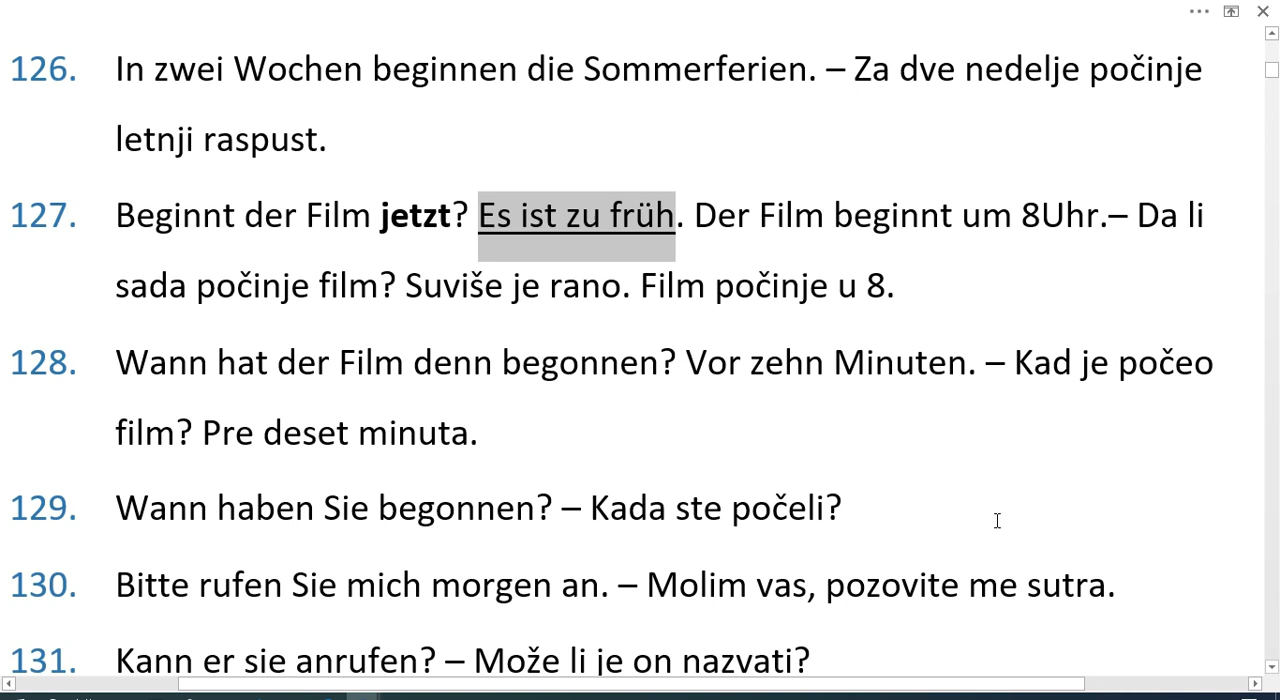 126. In zwei Wochen beginnen die Sommerferien. – Za dve nedelje počinje
letnji raspust.
127. Beginnt der Film jetzt? Es ist zu früh. Der Film beginnt um 8Uhr.– Da li
sada počinje film? Suviše je rano. Film počinje u 8.
128. Wann hat der Film denn begonnen? Vor zehn Minuten. – Kad je počeo
film? Pre deset minuta.
129. Wann haben Sie begonnen? – Kada ste počeli?
130. Bitte rufen Sie mich morgen an. – Molim vas, pozovite me sutra.
131. Kann er sie anrufen? – Može li je on nazvati?